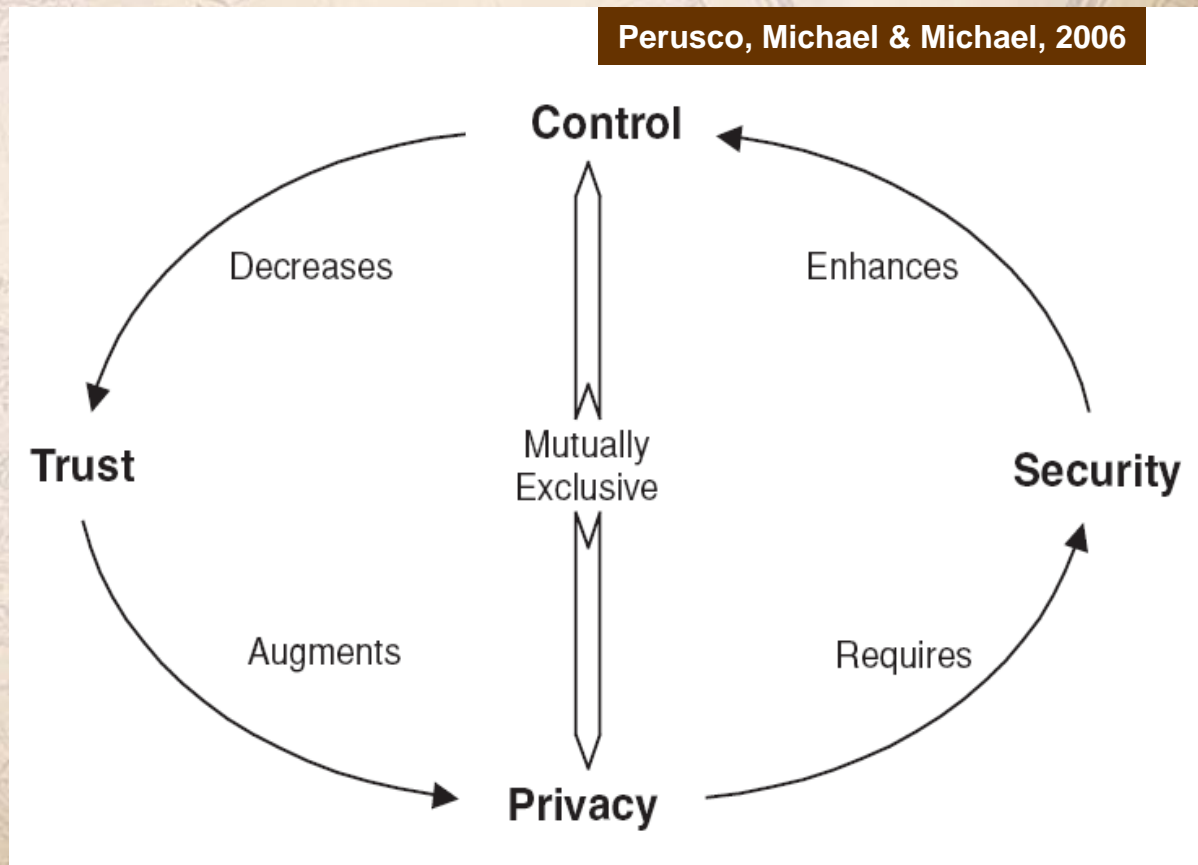 Perusco, Michael & Michael, 2006
Control
Decreases
Enhances
Mutually
Exclusive
Trust
Security
Augments
Requires
Privacy